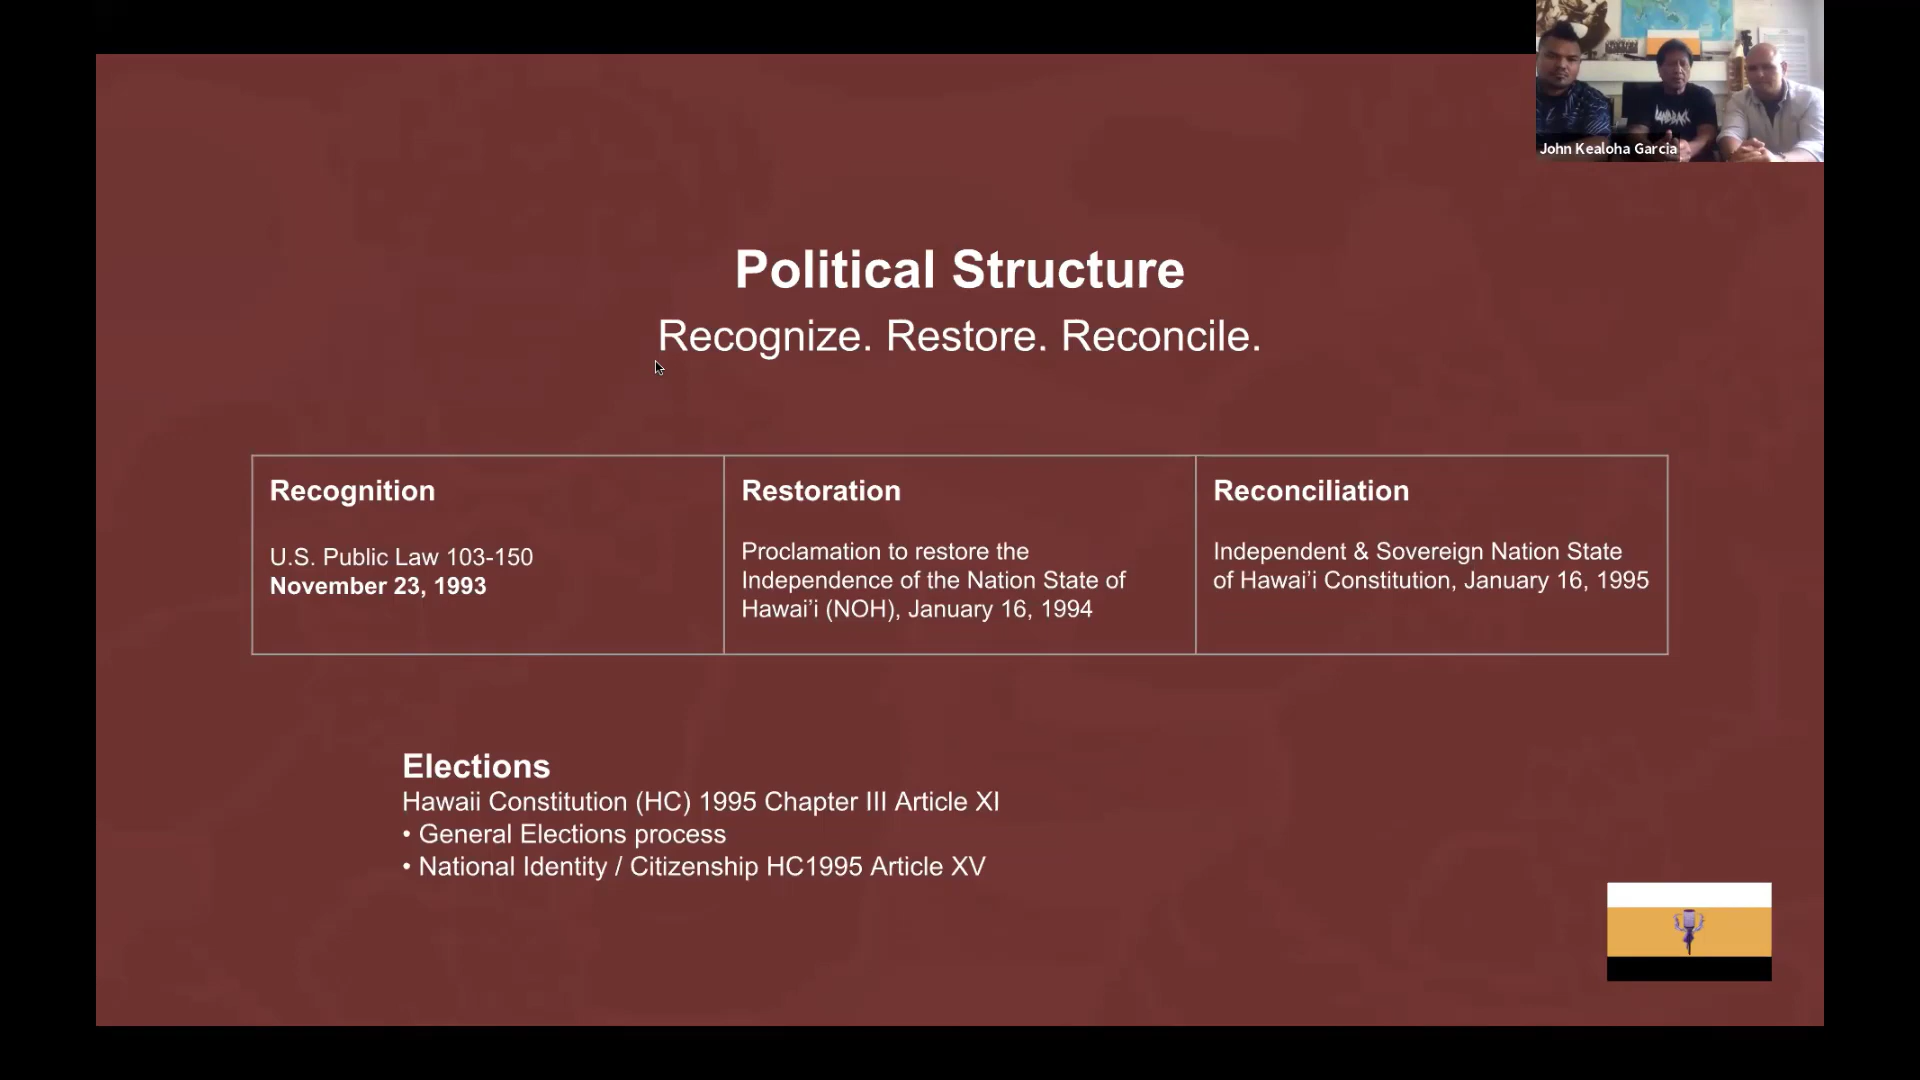 John Kealoha Garcia
Political Structure
Recognize. Restore. Reconcile.
Recognition
U.S. Public Law 103-150
November 23, 1993
Restoration
Proclamation to restore the
Independence of the Nation State of
Hawai’i (NOH), January 16, 1994
Reconciliation
Independent & Sovereign Nation State
of Hawai’i Constitution, January 16, 1995
Elections
Hawaii Constitution (HC) 1995 Chapter III Article XI
• General Elections process
• National Identity / Citizenship HC1995 Article XV